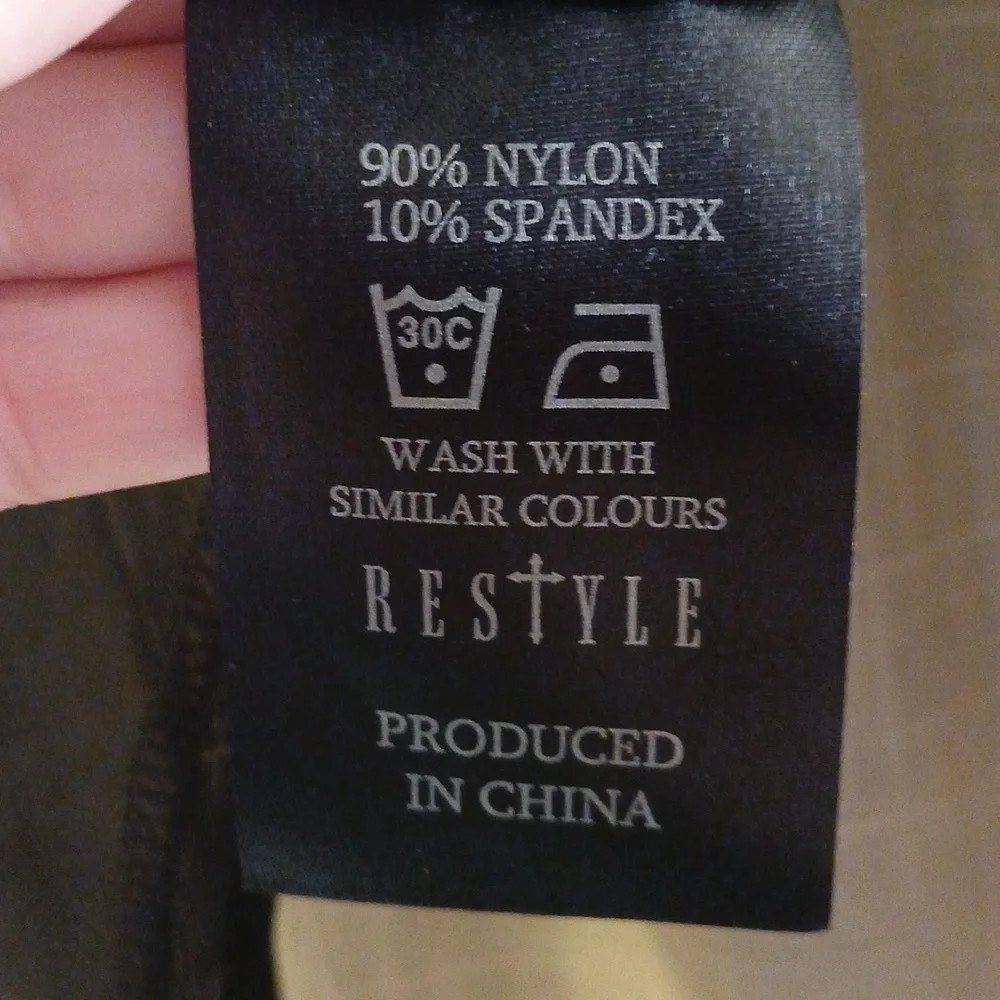 90% NYLON
10% SPANDEX
30C
WASH WITH
SIMILAR COLOURS
RESTYLE
PRODUCED
IN CHINA